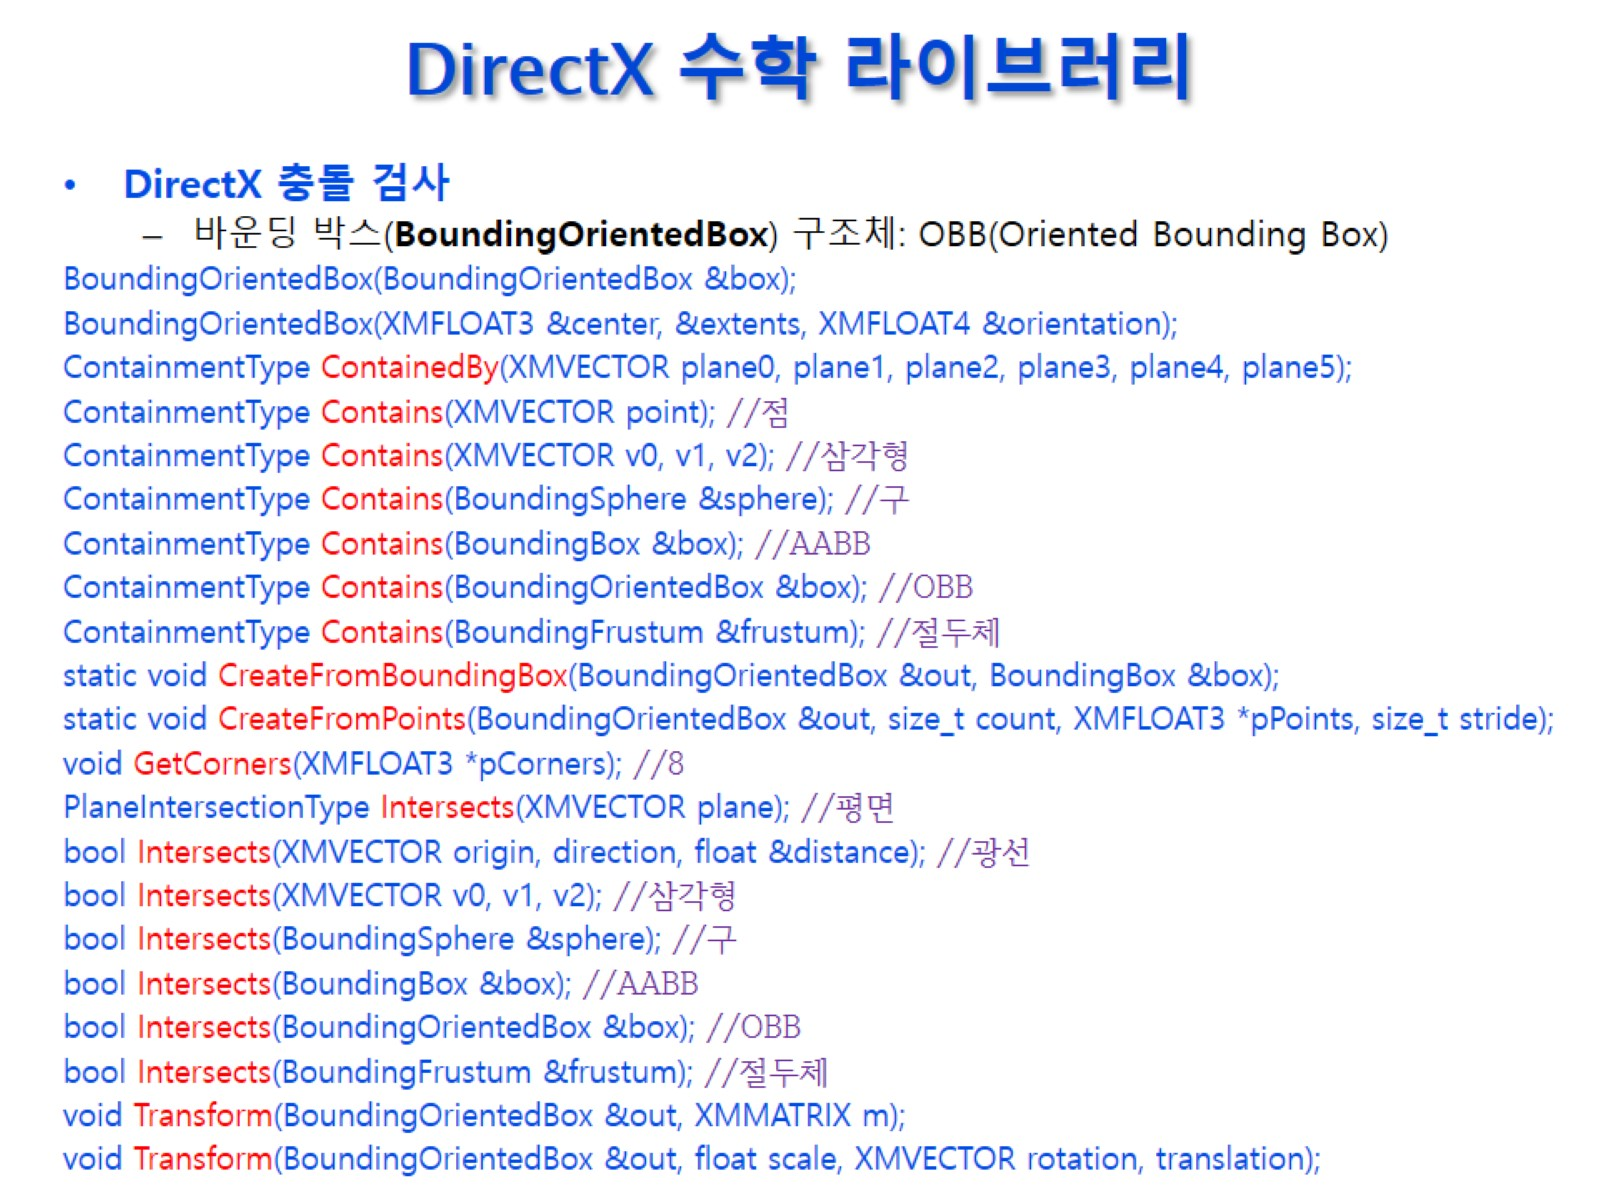 DirectX 수학 라이브러리
• DirectX 충돌 검사
– 바운딩 박스(BoundingOrientedBox) 구조체: OBB(Oriented Bounding Box)
BoundingOrientedBox(BoundingOrientedBox &box);
BoundingOrientedBox(XMFLOAT3 &center, &extents, XMFLOAT4 &orientation);
ContainmentType ContainedBy(XMVECTOR plane0, plane1, plane2, plane3, plane4, plane5);
ContainmentType Contains(XMVECTOR point); //점
ContainmentType Contains(XMVECTOR v0, v1, v2); //삼각형
ContainmentType Contains(BoundingSphere &sphere); //구
ContainmentType Contains(BoundingBox &box); //AABB
ContainmentType Contains(BoundingOrientedBox &box); //OBB
ContainmentType Contains(BoundingFrustum &frustum); //절두체
static void CreateFromBoundingBox(BoundingOrientedBox &out, BoundingBox &box);
static void CreateFromPoints(BoundingOrientedBox &out, size_t count, XMFLOAT3 *pPoints, size_t stride);
void GetCorners(XMFLOAT3 *pCorners); //8
PlaneIntersectionType Intersects(XMVECTOR plane); //평면
bool Intersects(XMVECTOR origin, direction, float &distance); //광선
bool Intersects(XMVECTOR v0, v1, v2); //삼각형
bool Intersects(BoundingSphere &sphere); //구
bool Intersects(BoundingBox &box); //AABB
bool Intersects(BoundingOrientedBox &box); //OBB
bool Intersects(BoundingFrustum &frustum); //절두체
void Transform(BoundingOrientedBox &out, XMMATRIX m);
void Transform(BoundingOrientedBox &out, float scale, XMVECTOR rotation, translation);